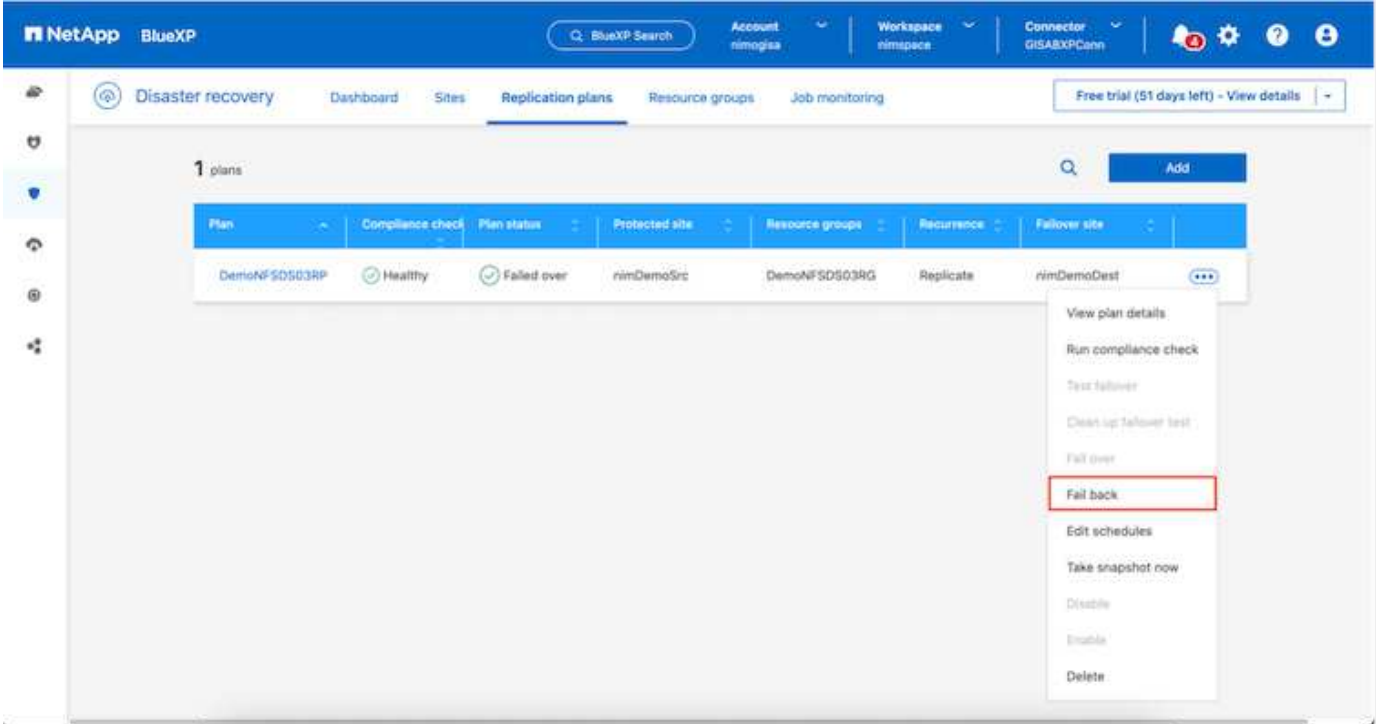 NetApp BlueXP
BlueXP Search
Account
nimogisa
Workspace
nimspace
Connector
GISABXPConn
4
Disaster recovery
Dashboard
Sites
Replication plans
Resource groups
Job monitoring
Free trial (51 days left) - View details
1 plans
Add
Plan
Compliance check
Plan status
Protected site
Resource groups
Recurrence
Failover site
DemoNFSDS03RP
Healthy
Failed over
nimDemoSrc
DemoNFSDS03RG
Replicate
nimDemoDest
View plan details
Run compliance check
Test failover
Clean up failover test
Fail over
Fail back
Edit schedules
Take snapshot now
Disable
Enable
Delete